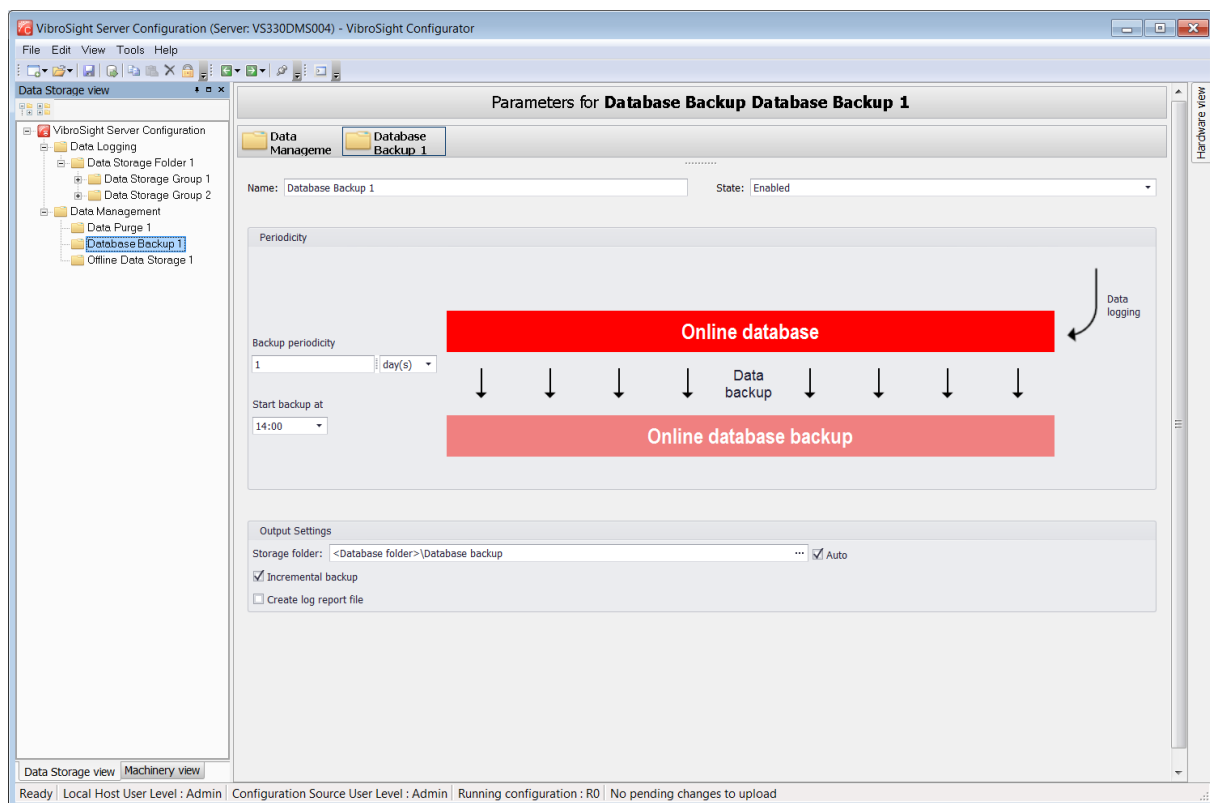 VibroSight Server Configuration (Server: VS330DMS004) - VibroSight Configurator
File Edit View Tools Help
Data Storage view
VibroSight Server Configuration
Data Logging
Data Storage Folder 1
Data Storage Group 1
Data Storage Group 2
Data Management
Data Purge 1
Database Backup 1
Offline Data Storage 1
Data Storage view Machinery view
Parameters for Database Backup Database Backup 1
Data
Manageme
Database
Backup 1
Name: Database Backup 1 State: Enabled
Periodicity
Data
logging
Online database
Backup periodicity
1 day(s)
Data
backup
Start backup at
14:00
Online database backup
Output Settings
Storage folder: <Database folder>\Database backup ... Auto
Incremental backup
Create log report file
Hardware view
Ready Local Host User Level : Admin Configuration Source User Level : Admin Running configuration : R0 No pending changes to upload